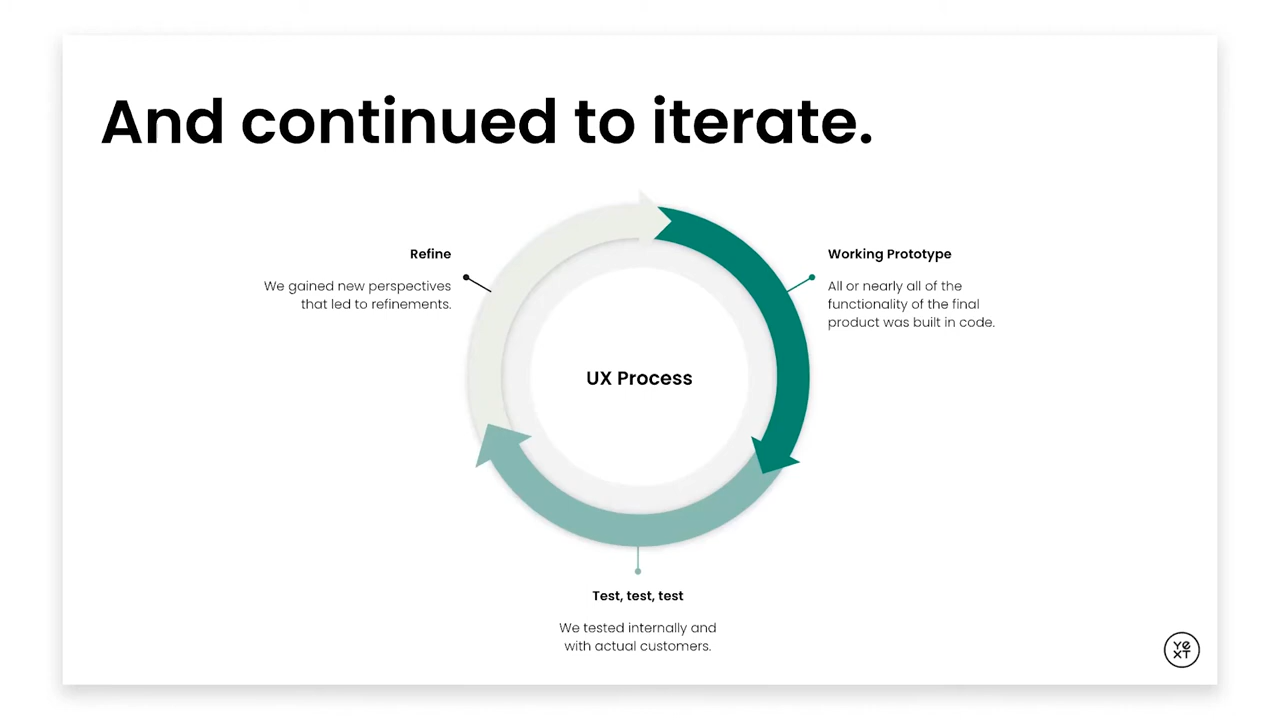 And continued to iterate.
Refine
We gained new perspectives
that led to refinements.
Working Prototype
All or nearly all of the
functionality of the final
product was built in code.
UX Process
Test, test, test
We tested internally and
with actual customers.
YE
XT